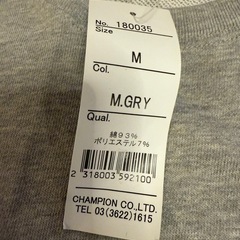 No. 180035
Size
M
Col.
M.GRY
Qual.
綿93%
ポリエステル7%
2 318003 592100
CHAMPION CO.,LTD.
TEL 03(3622)1615